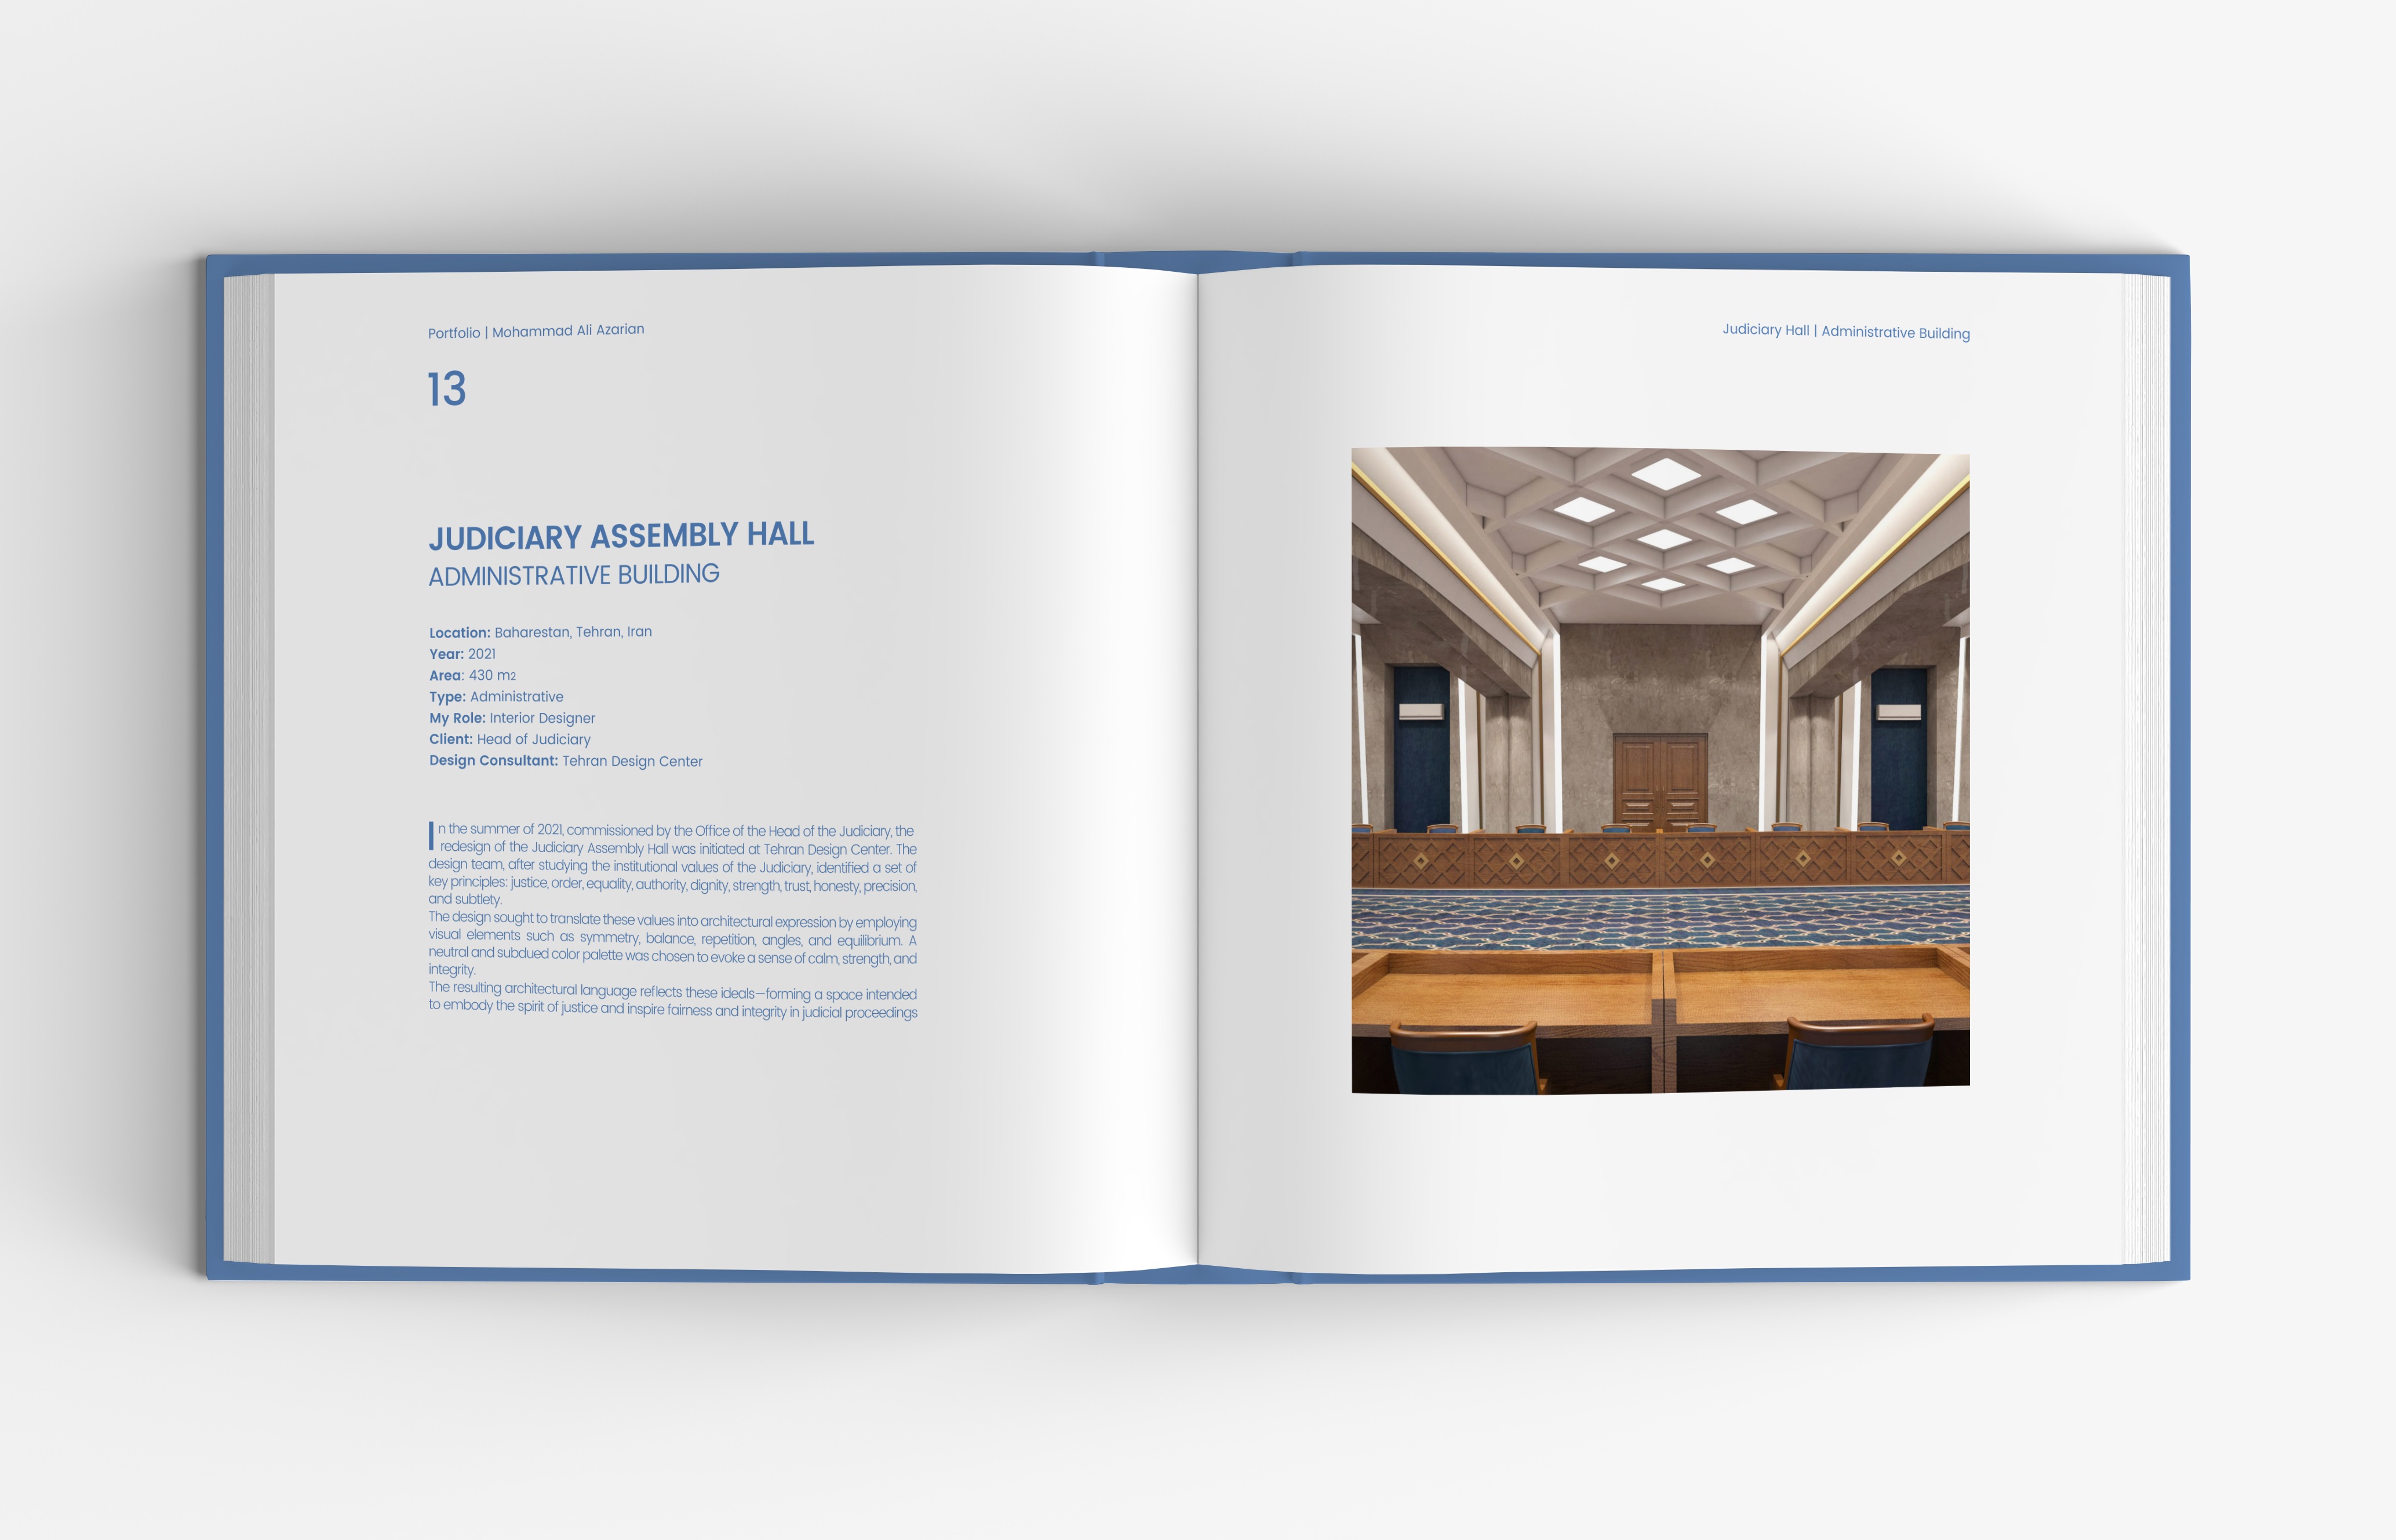 Portfolio | Mohammad Ali Azarian
13
JUDICIARY ASSEMBLY HALL
ADMINISTRATIVE BUILDING
Location: Baharestan, Tehran, Iran
Year: 2021
Area: 430 m2
Type: Administrative
My Role: Interior Designer
Client: Head of Judiciary
Design Consultant: Tehran Design Center
In the summer of 2021, commissioned by the Office of the Head of the Judiciary, the
redesign of the Judiciary Assembly Hall was initiated at Tehran Design Center. The
design team, after studying the institutional values of the Judiciary, identified a set of
key principles: justice, order, equality, authority, dignity, strength, trust, honesty, precision,
and subtlety.
The design sought to translate these values into architectural expression by employing
visual elements such as symmetry, balance, repetition, angles, and equilibrium. A
neutral and subdued color palette was chosen to evoke a sense of calm, strength, and
integrity.
The resulting architectural language reflects these ideals—forming a space intended
to embody the spirit of justice and inspire fairness and integrity in judicial proceedings
Judiciary Hall | Administrative Building